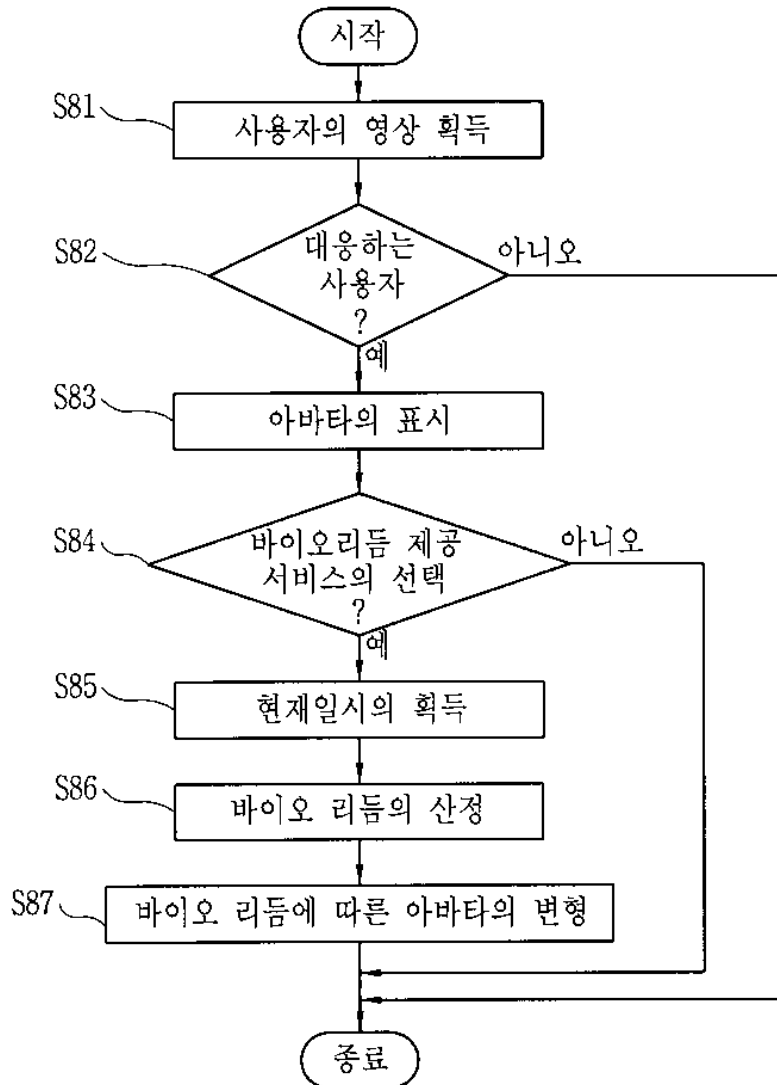 시작
S81
사용자의 영상 획득
S82
대응하는
사용자
?
아니오
예
S83
아바타의 표시
S84
바이오리듬 제공
서비스의 선택
?
아니오
예
S85
현재일시의 획득
S86
바이오 리듬의 산정
S87
바이오 리듬에 따른 아바타의 변형
종료